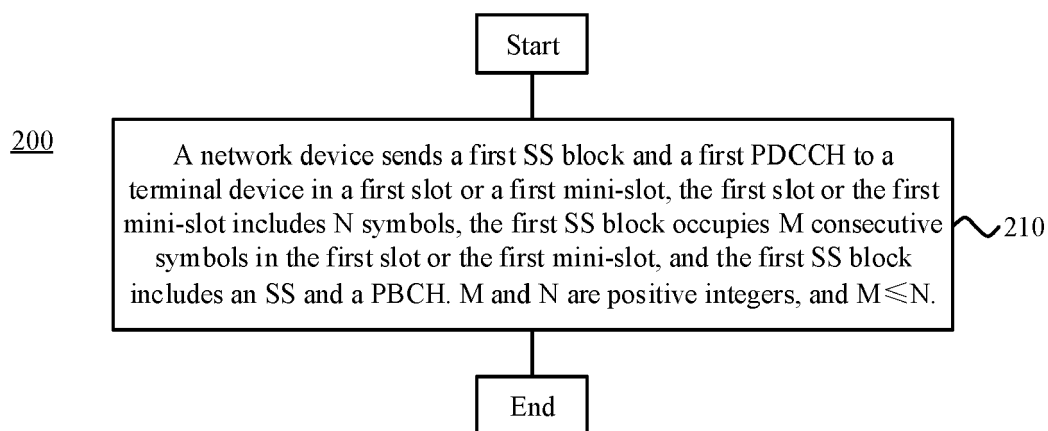 Start
200
A network device sends a first SS block and a first PDCCH to a
terminal device in a first slot or a first mini-slot, the first slot or the first
mini-slot includes N symbols, the first SS block occupies M consecutive
symbols in the first slot or the first mini-slot, and the first SS block
includes an SS and a PBCH. M and N are positive integers, and M≤N.
210
End